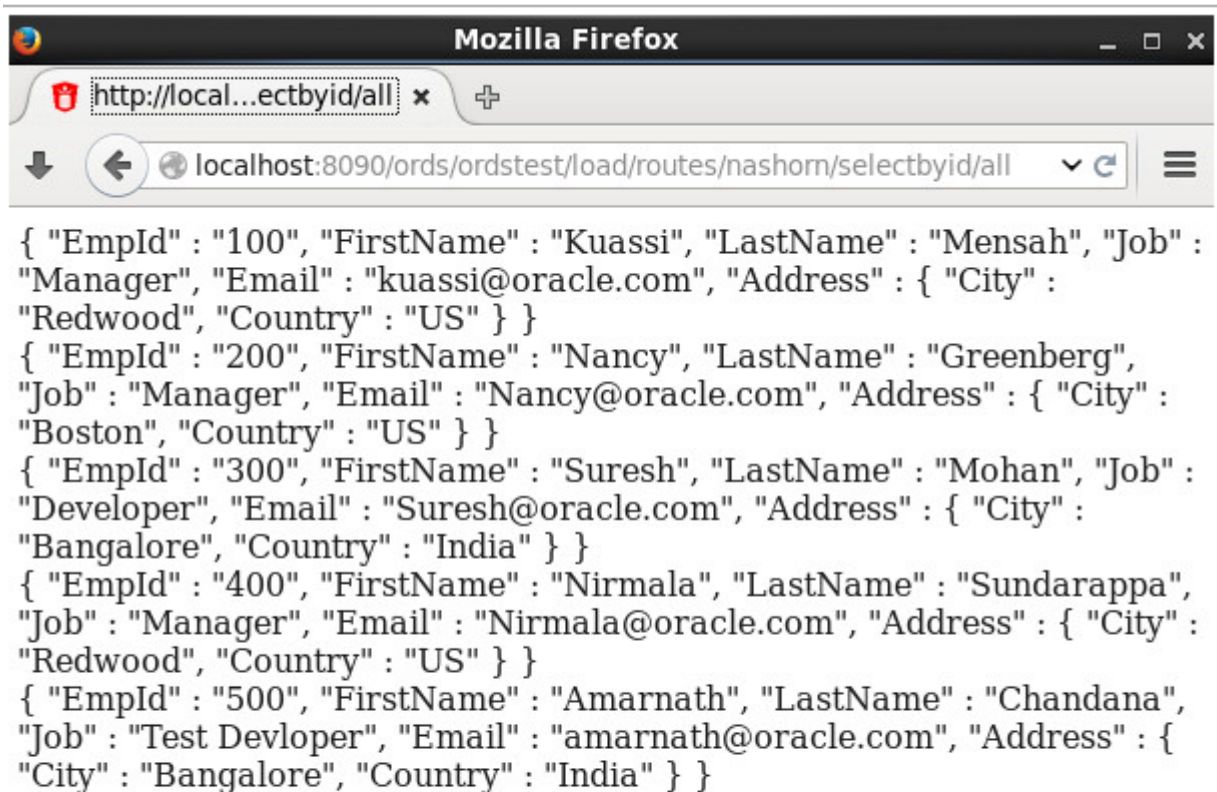 Mozilla Firefox
http://local...ectbyid/all
localhost:8090/ords/ordstest/load/routes/nashorn/selectbyid/all
{ "EmpId" : "100", "FirstName" : "Kuassi", "LastName" : "Mensah", "Job" :
"Manager", "Email" : "kuassi@oracle.com", "Address" : { "City" :
"Redwood", "Country" : "US" } }
{ "EmpId" : "200", "FirstName" : "Nancy", "LastName" : "Greenberg",
"Job" : "Manager", "Email" : "Nancy@oracle.com", "Address" : { "City" :
"Boston", "Country" : "US" } }
{ "EmpId" : "300", "FirstName" : "Suresh", "LastName" : "Mohan", "Job" :
"Developer", "Email" : "Suresh@oracle.com", "Address" : { "City" :
"Bangalore", "Country" : "India" } }
{ "EmpId" : "400", "FirstName" : "Nirmala", "LastName" : "Sundarappa",
"Job" : "Manager", "Email" : "Nirmala@oracle.com", "Address" : { "City" :
"Redwood", "Country" : "US" } }
{ "EmpId" : "500", "FirstName" : "Amarnath", "LastName" : "Chandana",
"Job" : "Test Devloper", "Email" : "amarnath@oracle.com", "Address" : {
"City" : "Bangalore", "Country" : "India" } }